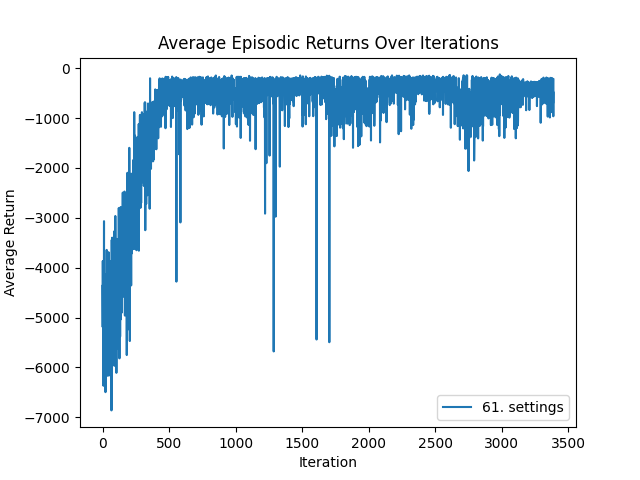 Average Episodic Returns Over Iterations
0
−1000
−2000
−3000
−4000
−5000
−6000
−7000
Average Return
0 500 1000 1500 2000 2500 3000 3500
Iteration
61. settings